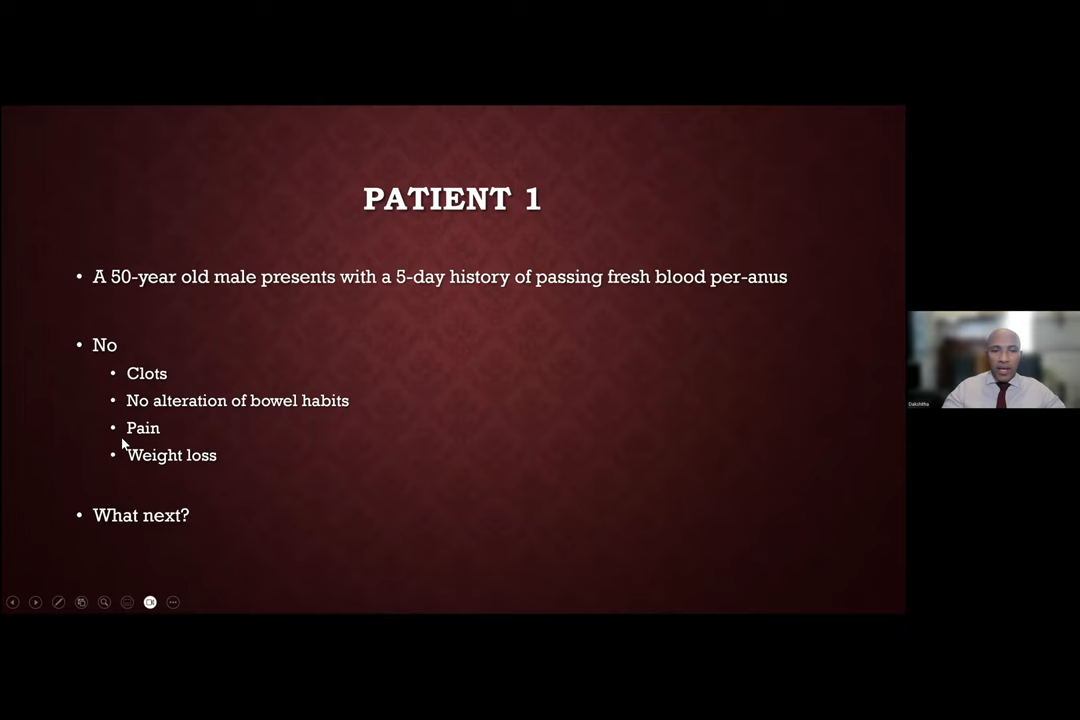 PATIENT 1
• A 50-year old male presents with a 5-day history of passing fresh blood per-anus
• No
• Clots
• No alteration of bowel habits
• Pain
• Weight loss
• What next?
Dakshitha